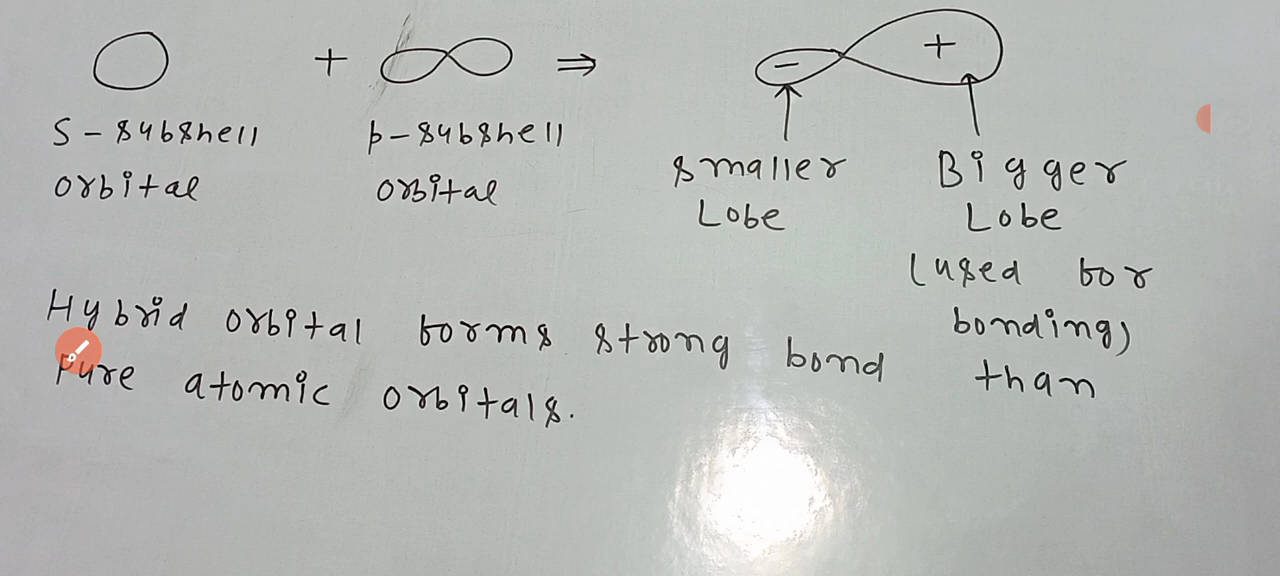 + ⇒ - +
S - subshell p - subshell
orbital orbital
smaller Bigger
Lobe Lobe
(used for
bonding)
Hybrid orbital forms strong bond than
Pure atomic orbitals.